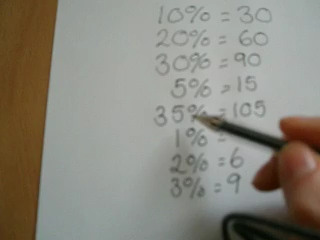 10% = 30
20% = 60
30% = 90
5% = 15
35% = 105
1% =
2% = 6
3% = 9